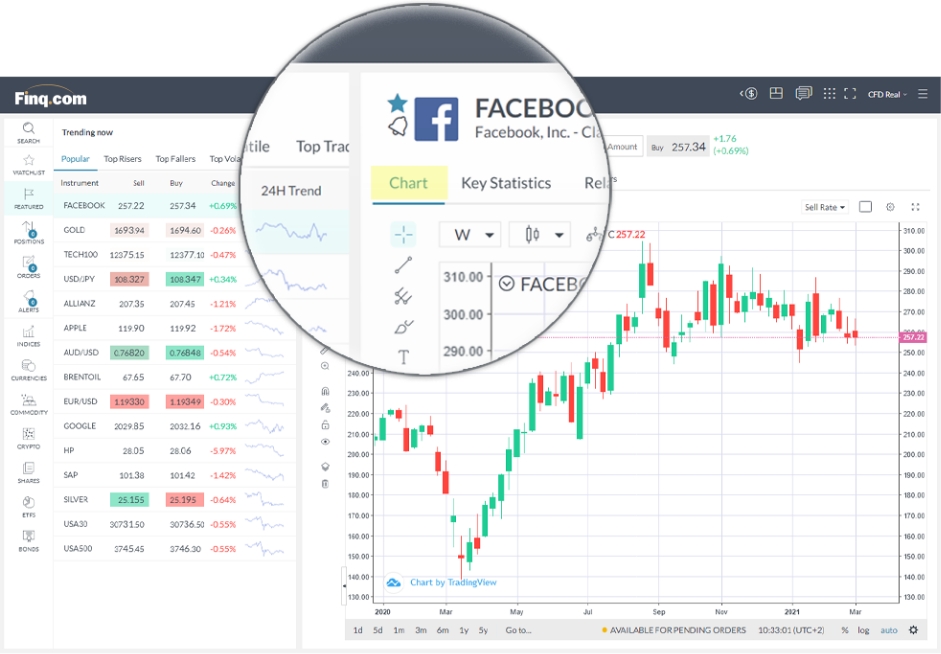 Finq.com
CFD Real
SEARCH
WATCHLIST
FEATURED
POSITIONS
0
ORDERS
0
ALERTS
0
INDICES
CURRENCIES
COMMODITY
CRYPTO
SHARES
ETFS
BONDS
Trending now
Popular Top Risers Top Fallers Top Vola
Instrument Sell Buy Change
FACEBOOK 257.22 257.34 +0.69%
GOLD 1693.94 1694.60 -0.26%
TECH100 12375.15 12377.10 -0.47%
USD/JPY 108.327 108.347 +0.34%
ALLIANZ 207.35 207.45 -1.21%
APPLE 119.90 119.92 -1.72%
AUD/USD 0.76820 0.76848 -0.54%
BRENTOIL 67.65 67.70 +0.72%
EUR/USD 1.19330 1.19349 -0.30%
GOOGLE 2029.85 2032.16 +0.93%
HP 28.05 28.06 -5.97%
SAP 101.38 101.42 -1.42%
SILVER 25.155 25.195 -0.64%
USA30 30731.50 30736.50 -0.55%
USA500 3745.45 3746.30 -0.55%
tile Top Trad
24H Trend
FACEBOO
Facebook, Inc. - Cla
Chart Key Statistics Rel
W
C257.22
310.00
FACEBO
300.00
290.00
T
Amount Buy 257.34 +1.76
(+0.69%)
Sell Rate
240.00
230.00
220.00
210.00
200.00
190.00
180.00
170.00
160.00
150.00
140.00
130.00
310.00
300.00
290.00
280.00
270.00
257.22
250.00
240.00
230.00
220.00
210.00
200.00
190.00
180.00
170.00
160.00
150.00
140.00
130.00
Chart by TradingView
2020 Mar May Jul Sep Nov 2021 Mar
1d 5d 1m 3m 6m 1y 5y Go to... AVAILABLE FOR PENDING ORDERS 10:33:01 (UTC+2) % log auto